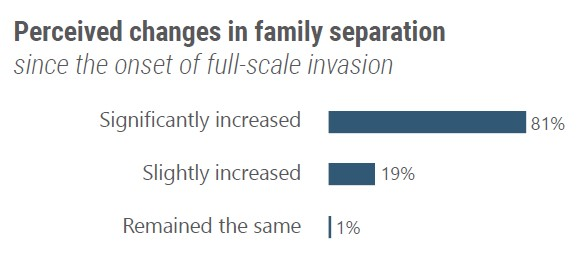 Perceived changes in family separation
since the onset of full-scale invasion
Significantly increased 81%
Slightly increased 19%
Remained the same 1%